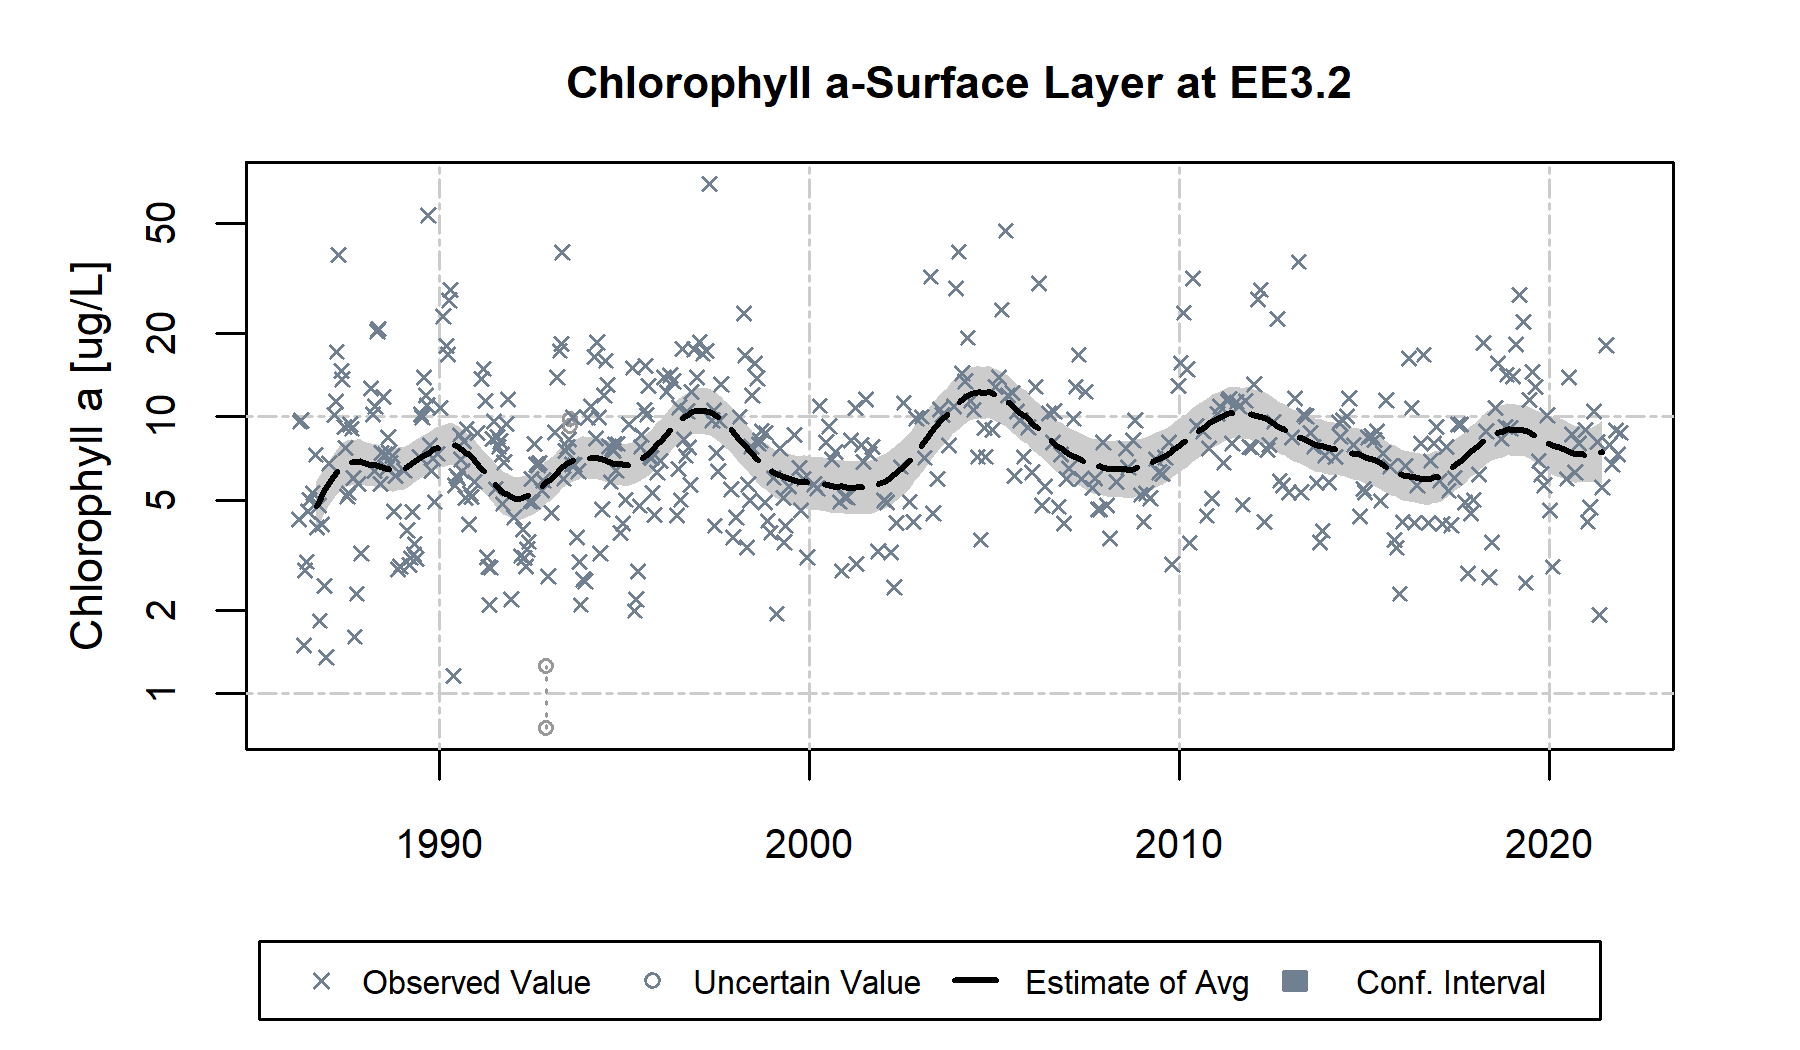 Chlorophyll a-Surface Layer at EE3.2
Chlorophyll a [ug/L]
50
20
10
5
2
1
1990 2000 2010 2020
Observed Value Uncertain Value Estimate of Avg Conf. Interval